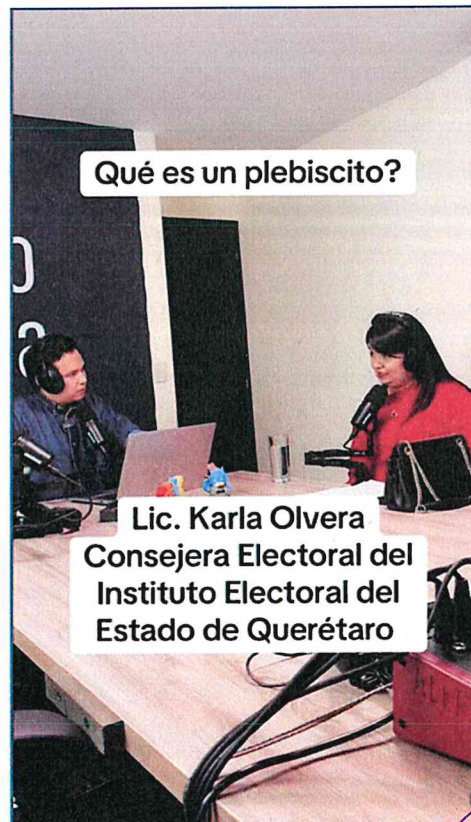 Qué es un plebiscito?
Lic. Karla Olvera
Consejera Electoral del
Instituto Electoral del
Estado de Querétaro